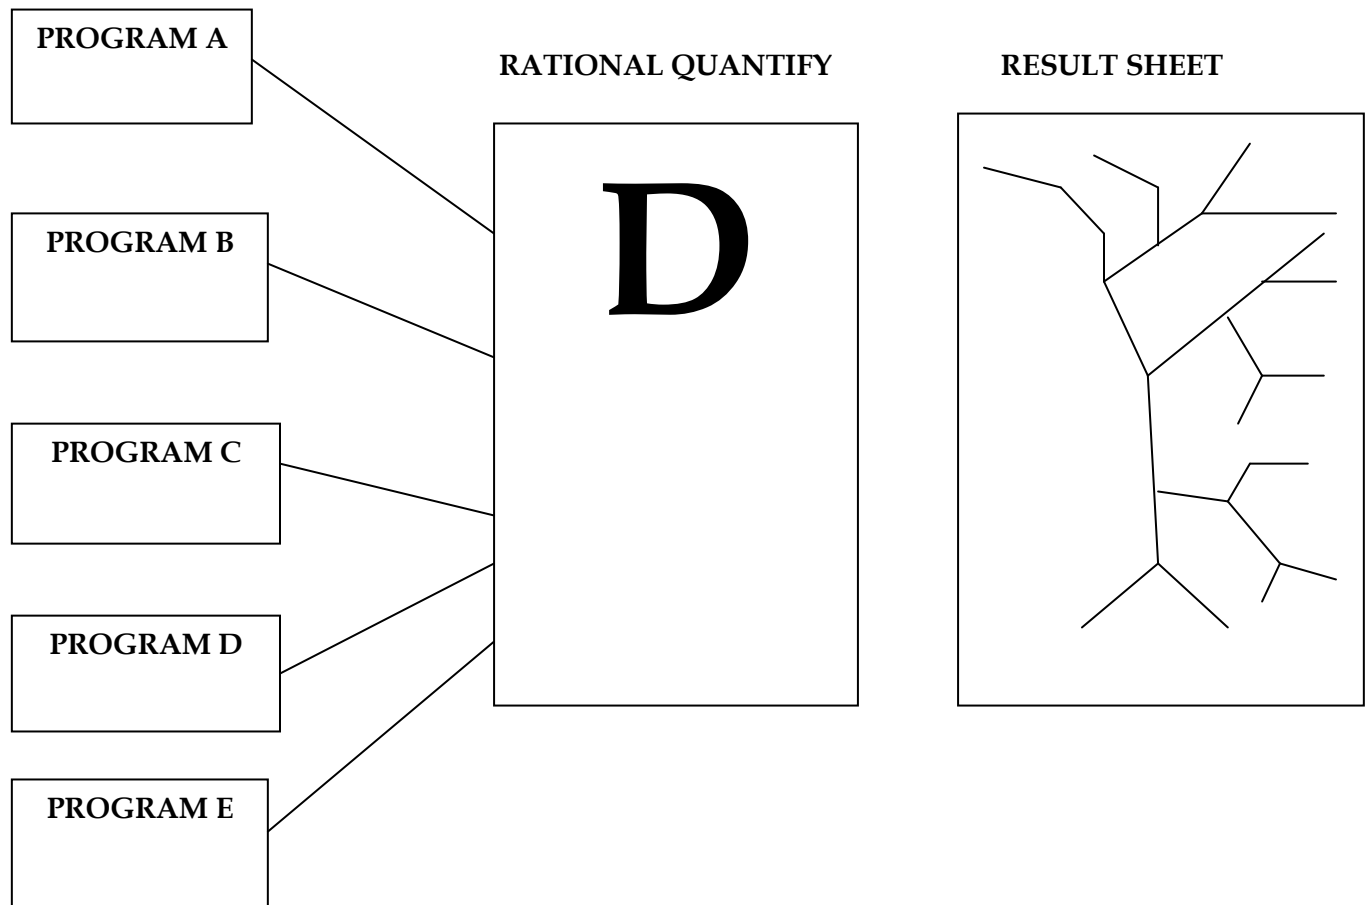 PROGRAM A
RATIONAL QUANTIFY
RESULT SHEET
D
PROGRAM B
PROGRAM C
PROGRAM D
PROGRAM E